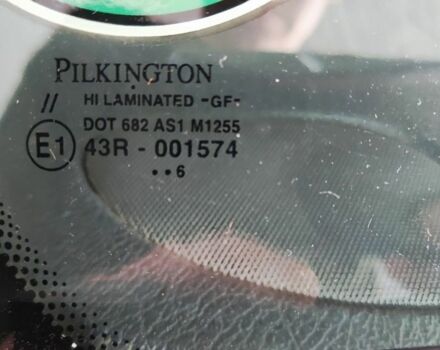 PILKINGTON
// HI LAMINATED -GF-
DOT 682 AS1 M1255
E1 43R - 001574
••6